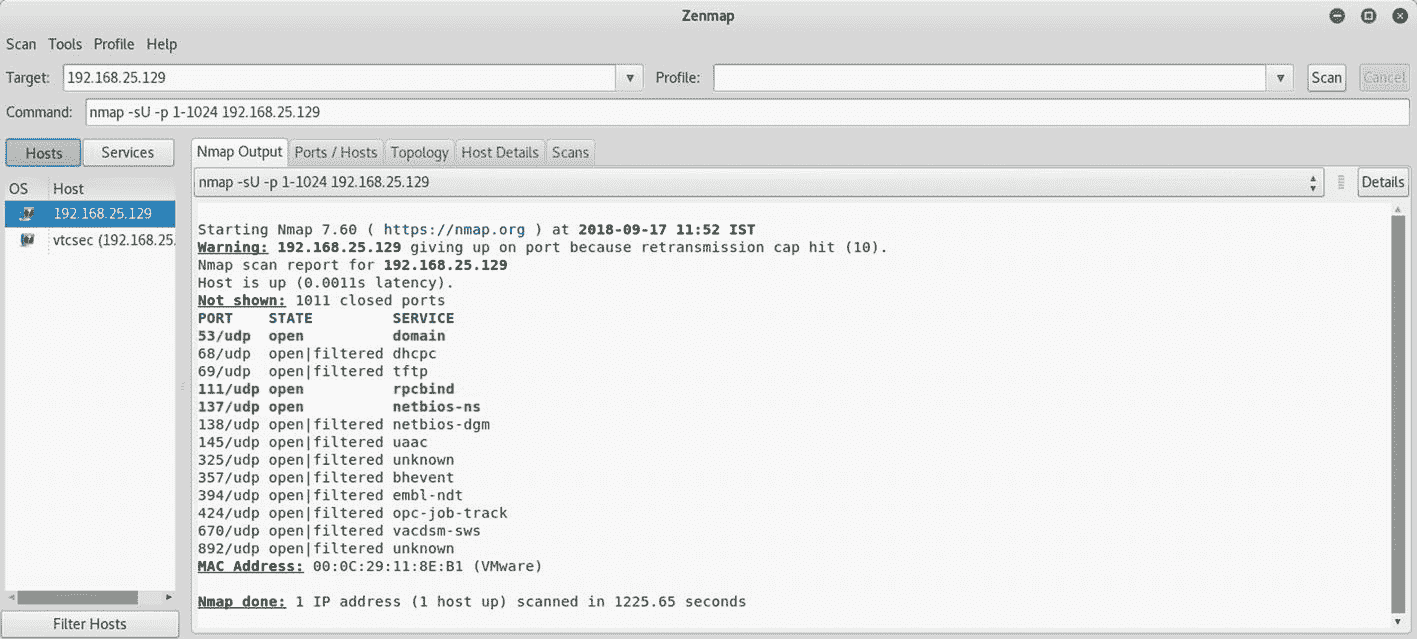 Zenmap
Scan Tools Profile Help
Target: 192.168.25.129 Profile: Scan Cancel
Command: nmap -sU -p 1-1024 192.168.25.129
Hosts Services
Nmap Output Ports / Hosts Topology Host Details Scans
nmap -sU -p 1-1024 192.168.25.129 Details
OS Host
192.168.25.129
vtcsec (192.168.25.
Starting Nmap 7.60 ( https://nmap.org ) at 2018-09-17 11:52 IST
Warning: 192.168.25.129 giving up on port because retransmission cap hit (10).
Nmap scan report for 192.168.25.129
Host is up (0.0011s latency).
Not shown: 1011 closed ports
PORT STATE SERVICE
53/udp open domain
68/udp open|filtered dhcpc
69/udp open|filtered tftp
111/udp open rpcbind
137/udp open netbios-ns
138/udp open|filtered netbios-dgm
145/udp open|filtered uaac
325/udp open|filtered unknown
357/udp open|filtered bhevent
394/udp open|filtered embl-ndt
424/udp open|filtered opc-job-track
670/udp open|filtered vacdsm-sws
892/udp open|filtered unknown
MAC Address: 00:0C:29:11:8E:B1 (VMware)
Nmap done: 1 IP address (1 host up) scanned in 1225.65 seconds
Filter Hosts